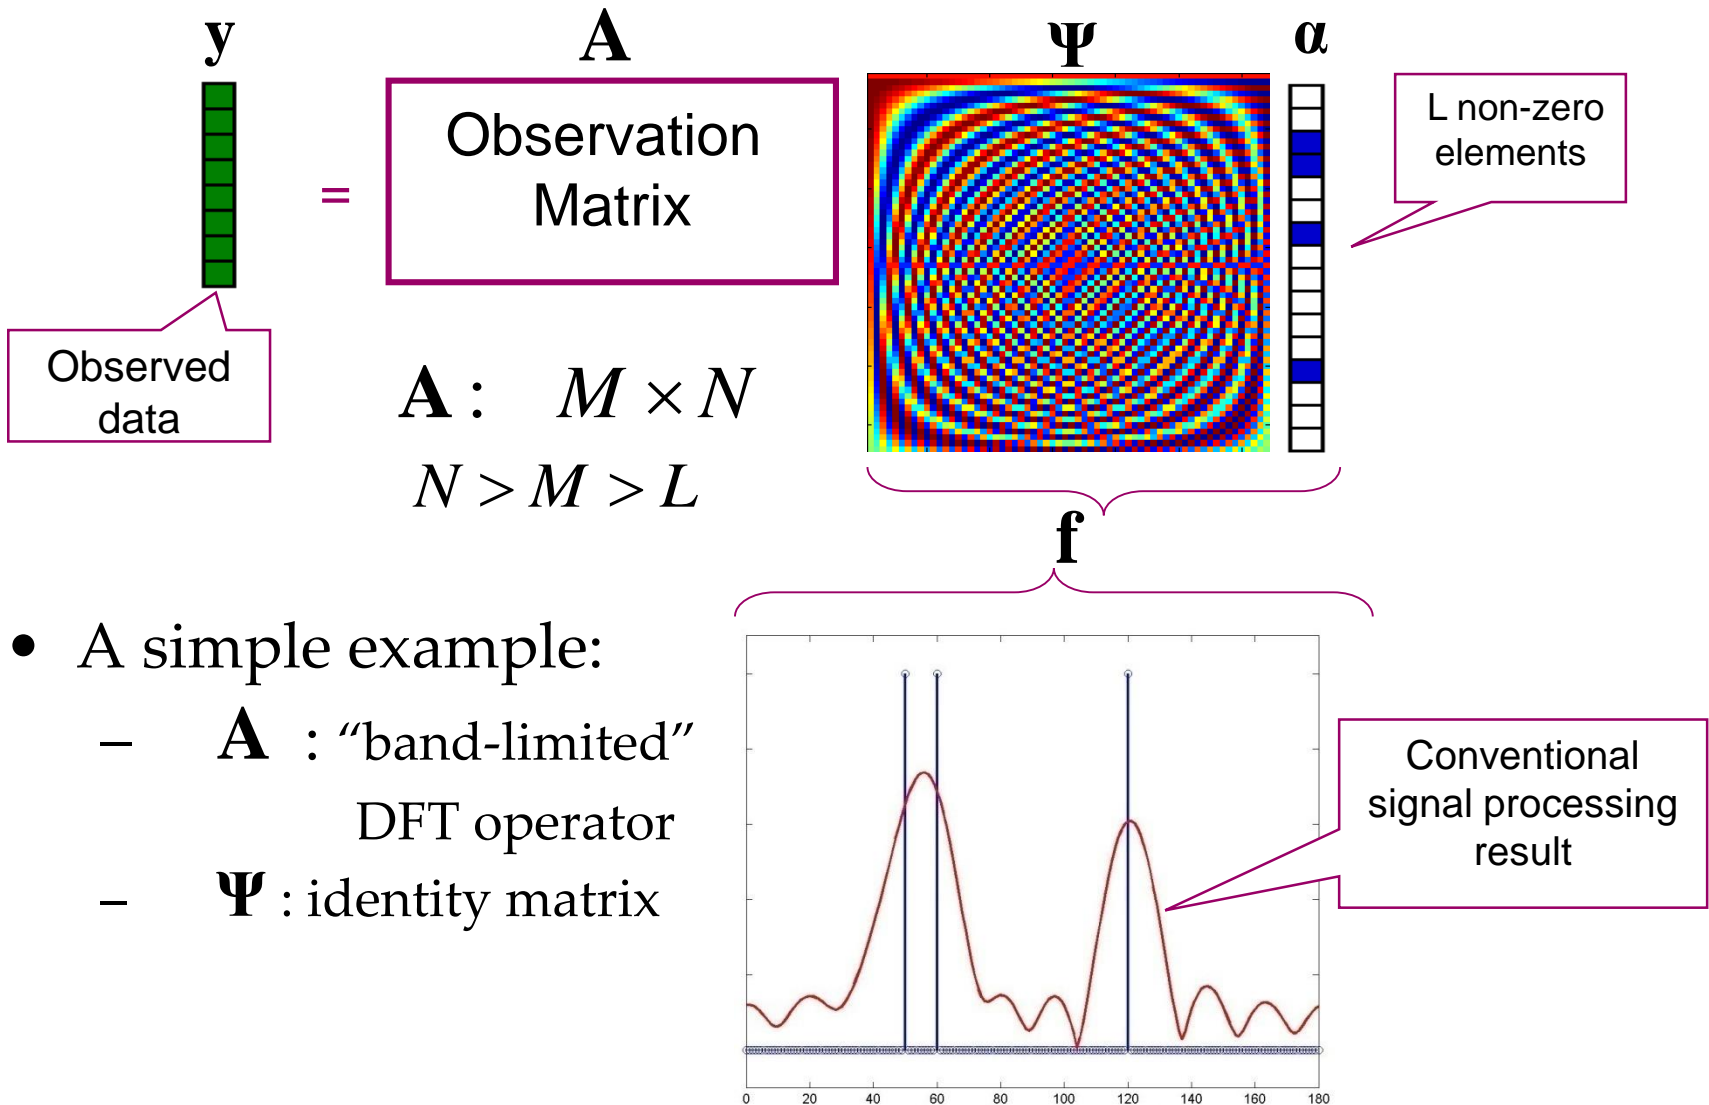 y
A
Ψ
α
=
Observation
Matrix
L non-zero
elements
Observed
data
A : M × N
N > M > L
f
• A simple example:
– A : “band-limited”
DFT operator
– Ψ : identity matrix
Conventional
signal processing
result
0 20 40 60 80 100 120 140 160 180